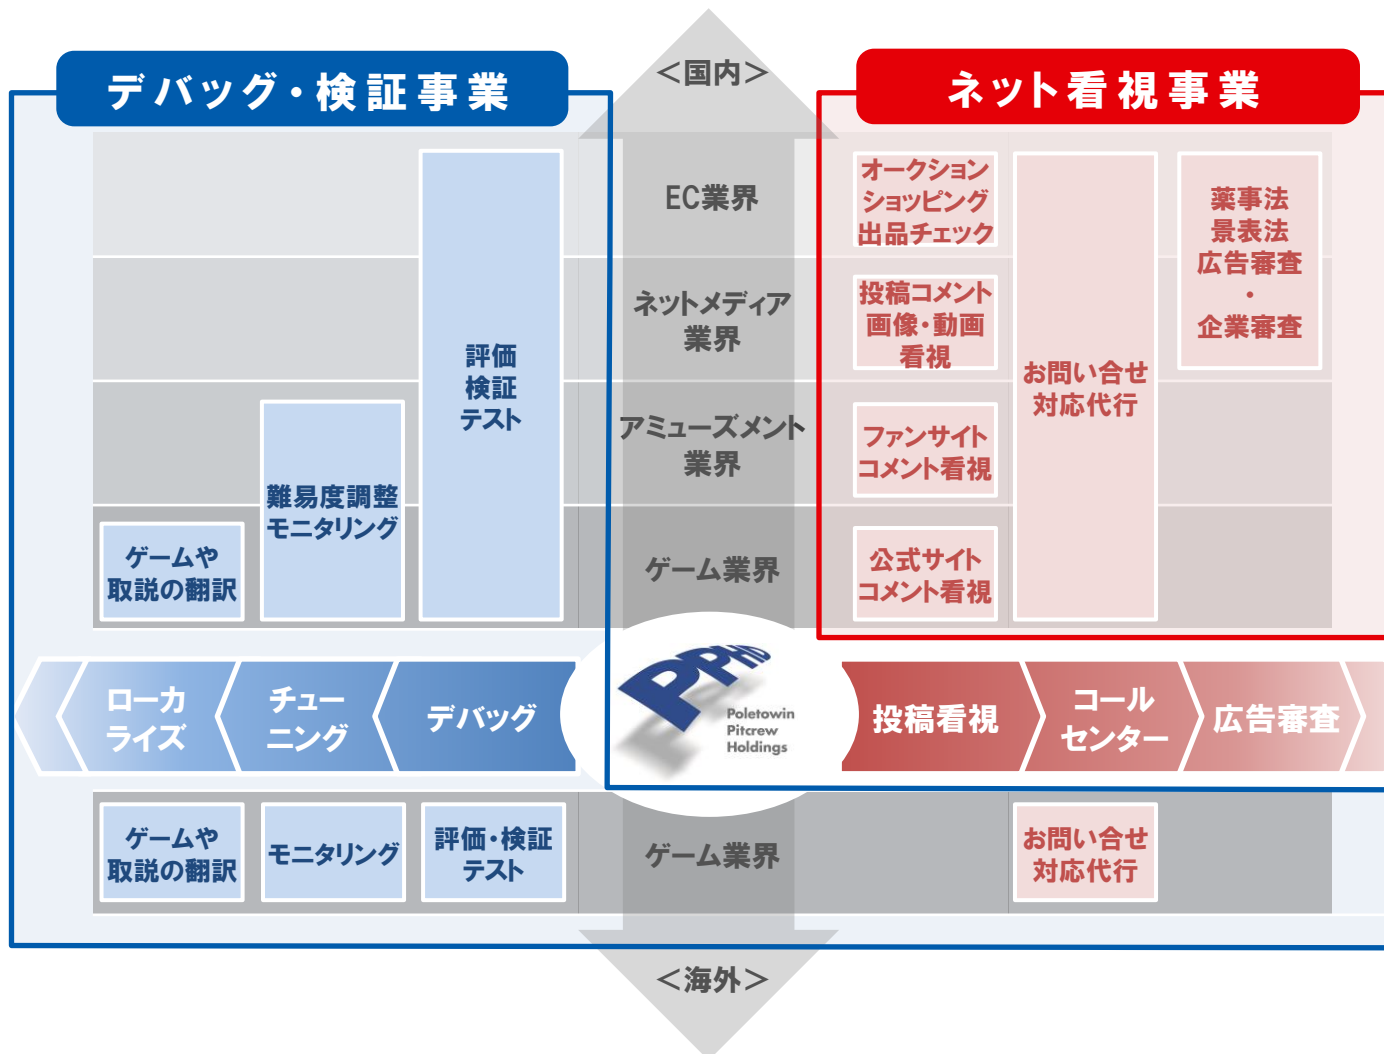 デバッグ・検証事業
＜国内＞
ネット看視事業
EC業界
ネットメディア
業界
アミューズメント
業界
ゲーム業界
評価
検証
テスト
難易度調整
モニタリング
ゲームや
取説の翻訳
オークション
ショッピング
出品チェック
投稿コメント
画像・動画
看視
ファンサイト
コメント看視
公式サイト
コメント看視
お問い合せ
対応代行
薬事法
景表法
広告審査
・
企業審査
ローカ
ライズ
チュー
ニング
デバッグ
PPHD
Poletowin
Pitcrew
Holdings
投稿看視
コール
センター
広告審査
ゲームや
取説の翻訳
モニタリング
評価・検証
テスト
ゲーム業界
お問い合せ
対応代行
＜海外＞